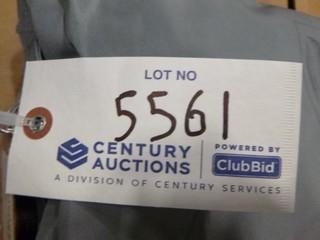 LOT NO
5561
CENTURY AUCTIONS
POWERED BY
ClubBid
A DIVISION OF CENTURY SERVICES